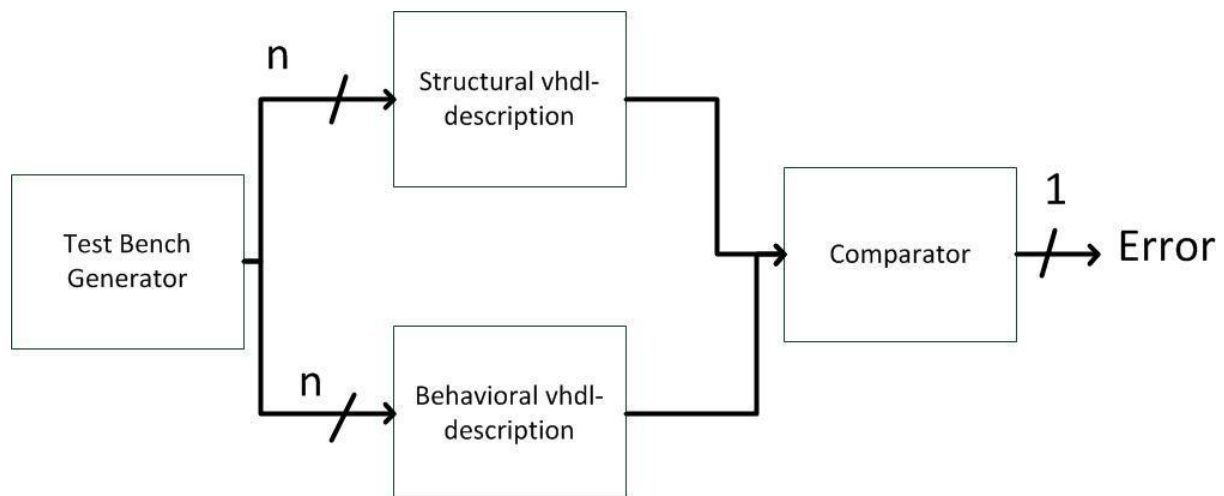 n
Structural vhdl-
description
Test Bench
Generator
1
Comparator
Error
n
Behavioral vhdl-
description